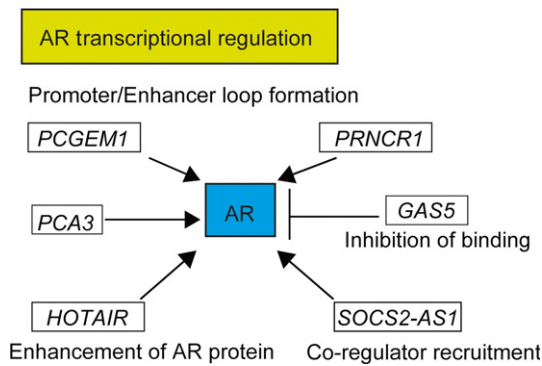 AR transcriptional regulation
Promoter/Enhancer loop formation
PCGEM1
PRNCR1
PCA3
AR
GAS5
Inhibition of binding
HOTAIR
SOCS2-AS1
Enhancement of AR protein
Co-regulator recruitment